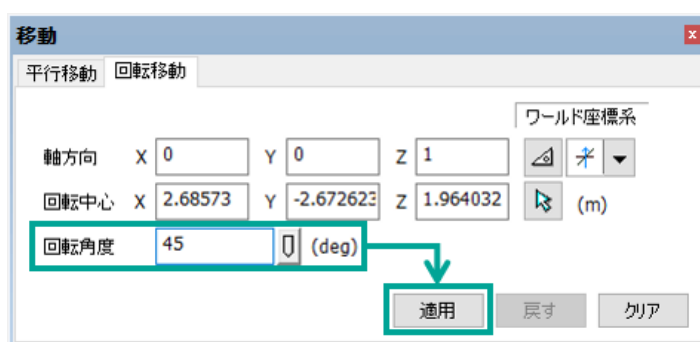 移動
平行移動 回転移動
ワールド座標系
軸方向 X 0 Y 0 Z 1
回転中心 X 2.68573 Y -2.672623 Z 1.964032 (m)
回転角度 45 (deg)
適用 戻す クリア